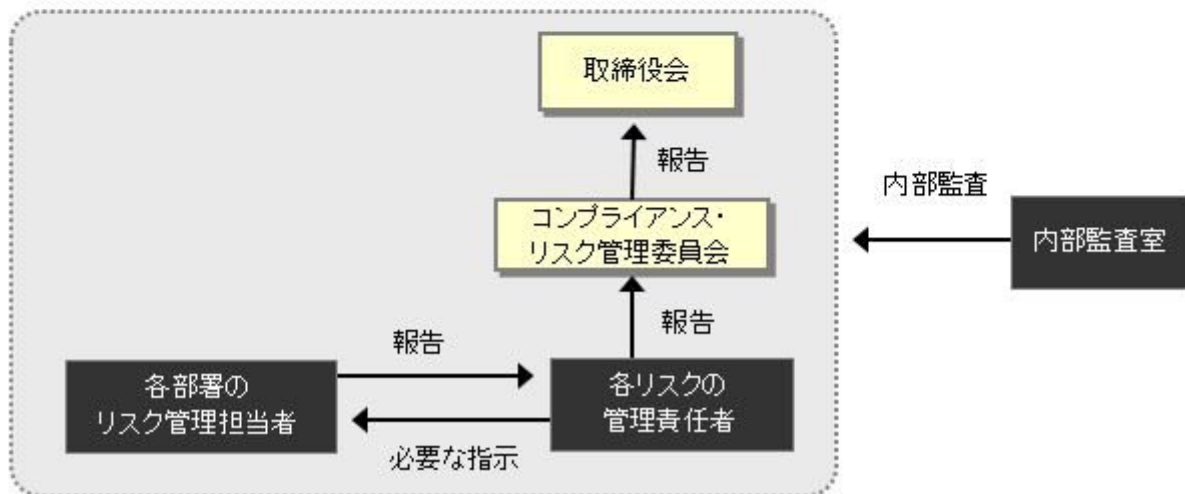 取締役会
報告
内部監査
コンプライアンス・
リスク管理委員会
内部監査室
報告
報告
各部署の
リスク管理担当者
各リスクの
管理責任者
必要な指示